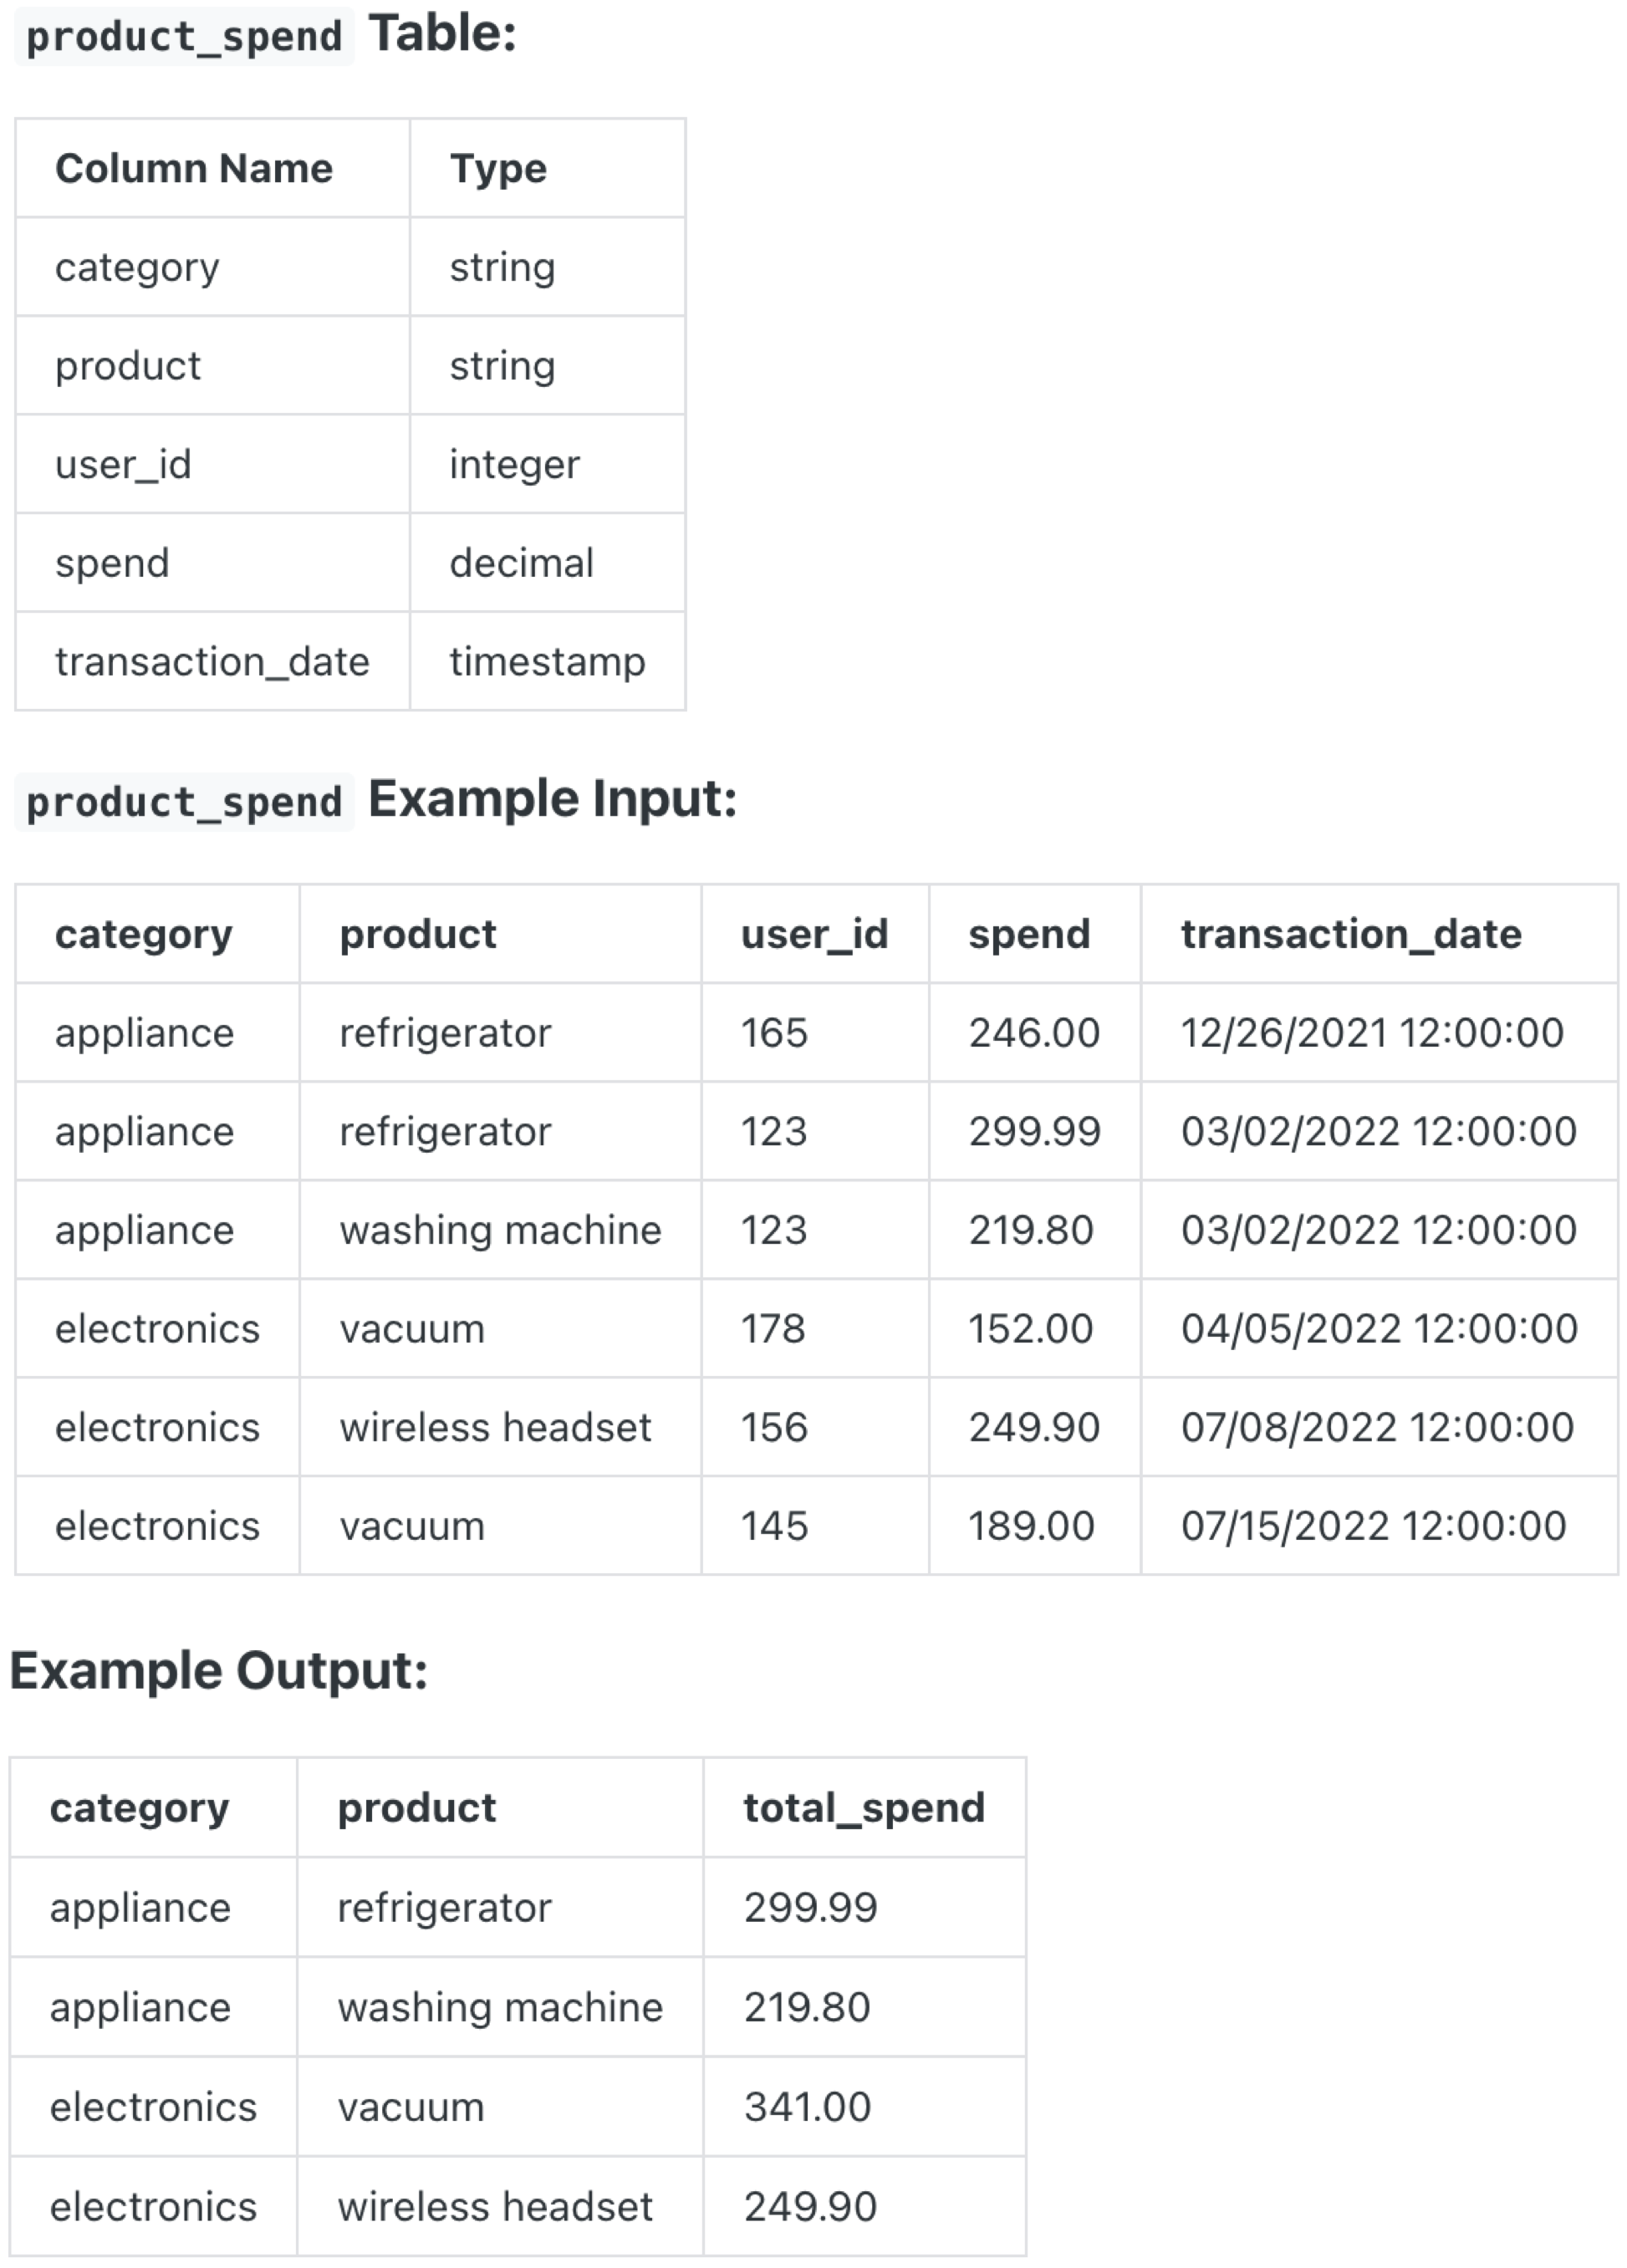 product_spend Table:
Column Name Type
category string
product string
user_id integer
spend decimal
transaction_date timestamp
product_spend Example Input:
category product user_id spend transaction_date
appliance refrigerator 165 246.00 12/26/2021 12:00:00
appliance refrigerator 123 299.99 03/02/2022 12:00:00
appliance washing machine 123 219.80 03/02/2022 12:00:00
electronics vacuum 178 152.00 04/05/2022 12:00:00
electronics wireless headset 156 249.90 07/08/2022 12:00:00
electronics vacuum 145 189.00 07/15/2022 12:00:00
Example Output:
category product total_spend
appliance refrigerator 299.99
appliance washing machine 219.80
electronics vacuum 341.00
electronics wireless headset 249.90